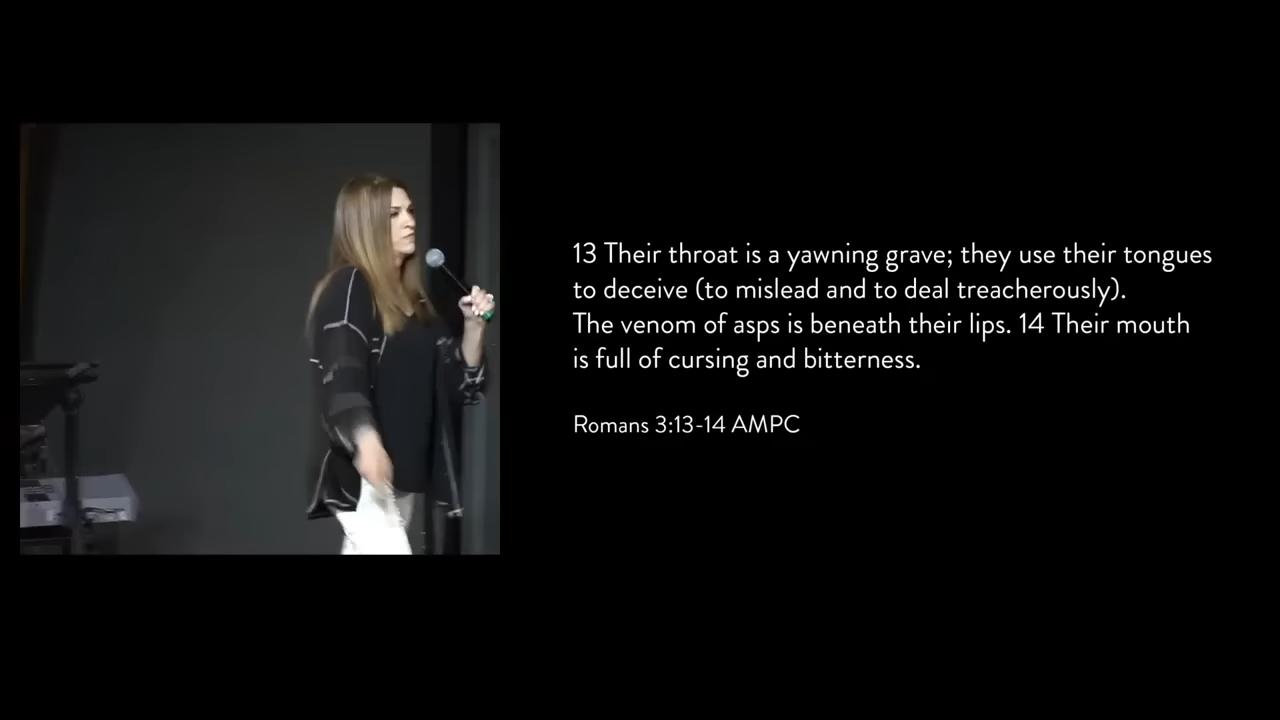 13 Their throat is a yawning grave; they use their tongues
to deceive (to mislead and to deal treacherously).
The venom of asps is beneath their lips. 14 Their mouth
is full of cursing and bitterness.
Romans 3:13-14 AMPC